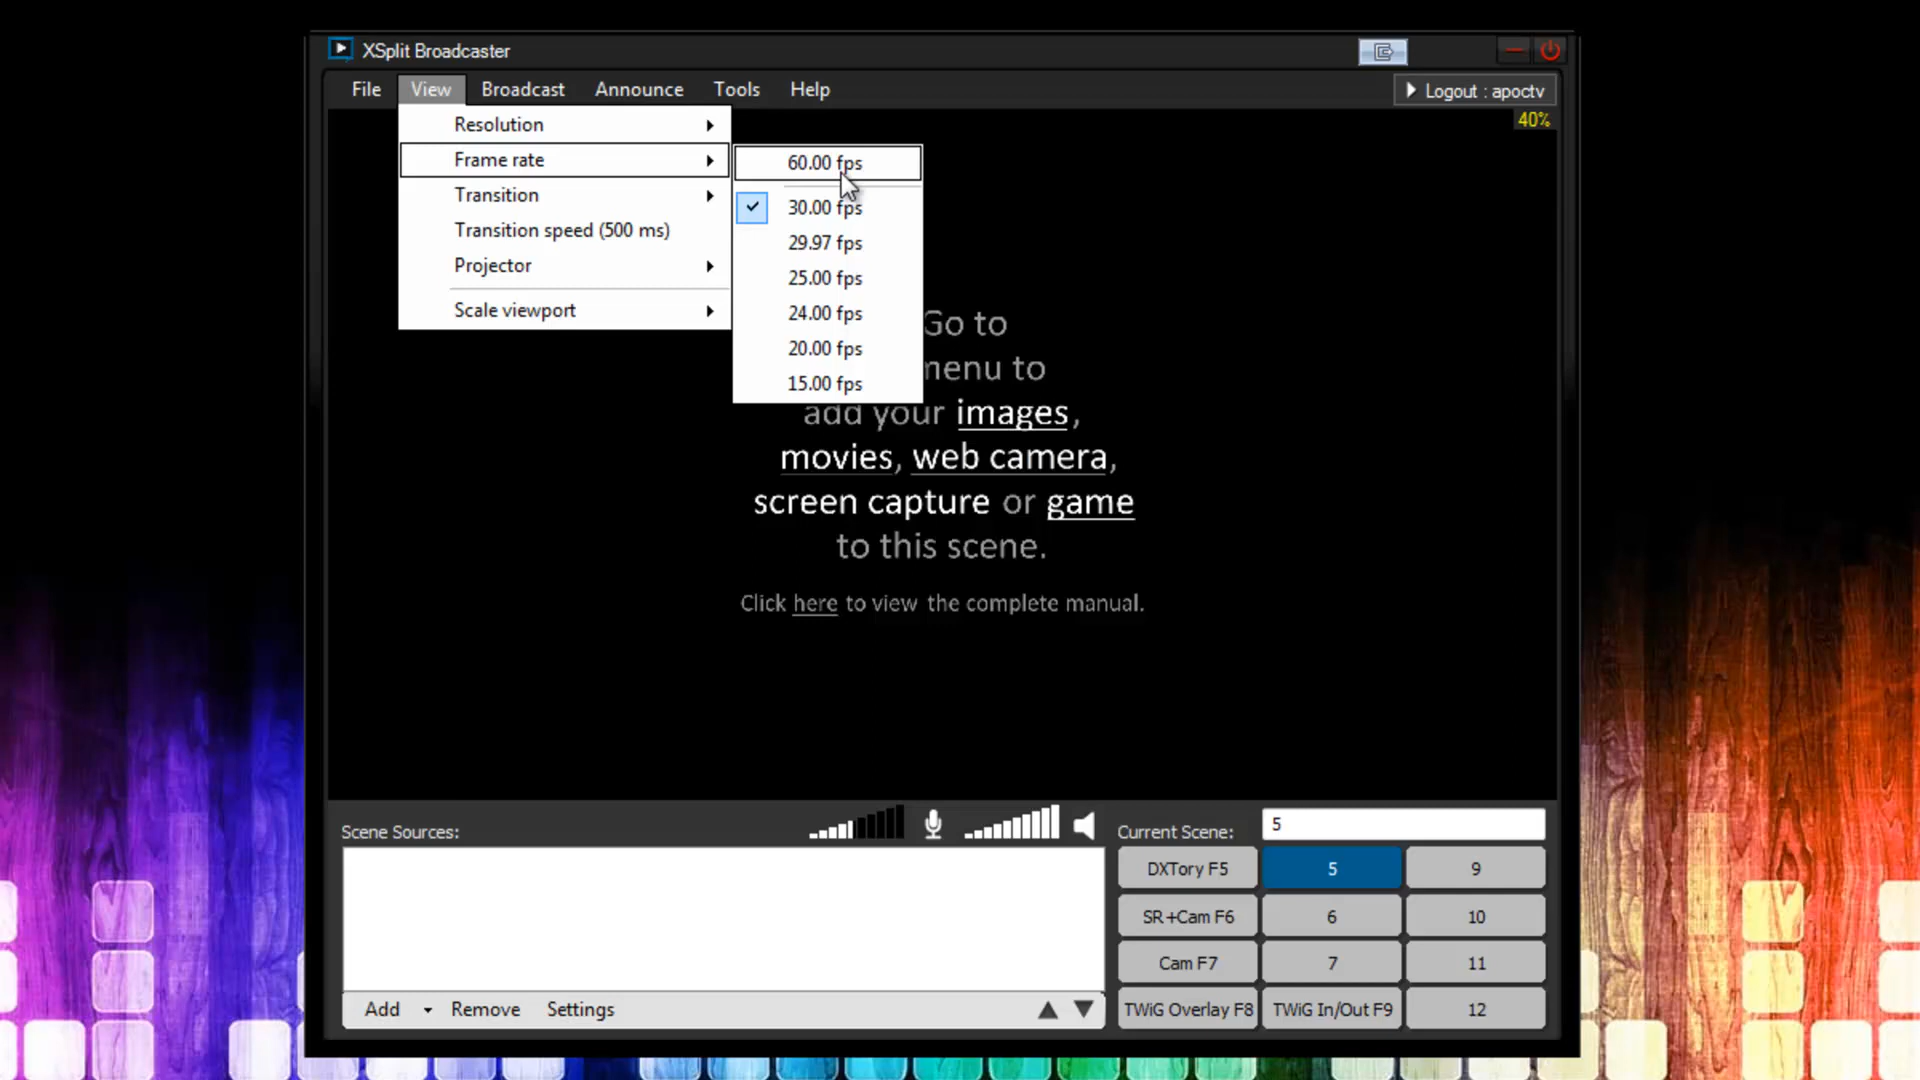 XSplit Broadcaster
File View Broadcast Announce Tools Help
Logout : apoctv
40%
Resolution
Frame rate
Transition
Transition speed (500 ms)
Projector
Scale viewport
60.00 fps
30.00 fps
29.97 fps
25.00 fps
24.00 fps
20.00 fps
15.00 fps
Go to
menu to
add your images,
movies, web camera,
screen capture or game
to this scene.
Click here to view the complete manual.
Scene Sources:
Add Remove Settings
Current Scene: 5
DXTory F5 5 9
SR+Cam F6 6 10
Cam F7 7 11
TWiG Overlay F8 TWiG In/Out F9 12